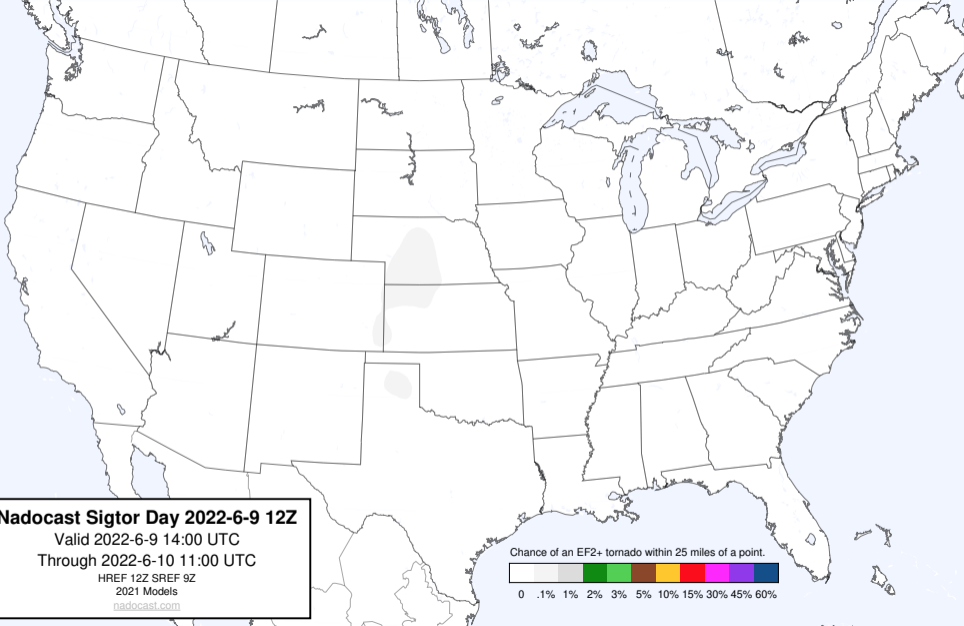 Nadocast Sigtor Day 2022-6-9 12Z
Valid 2022-6-9 14:00 UTC
Through 2022-6-10 11:00 UTC
HREF 12Z SREF 9Z
2021 Models
nadocast.com
Chance of an EF2+ tornado within 25 miles of a point.
0 .1% 1% 2% 3% 5% 10% 15% 30% 45% 60%